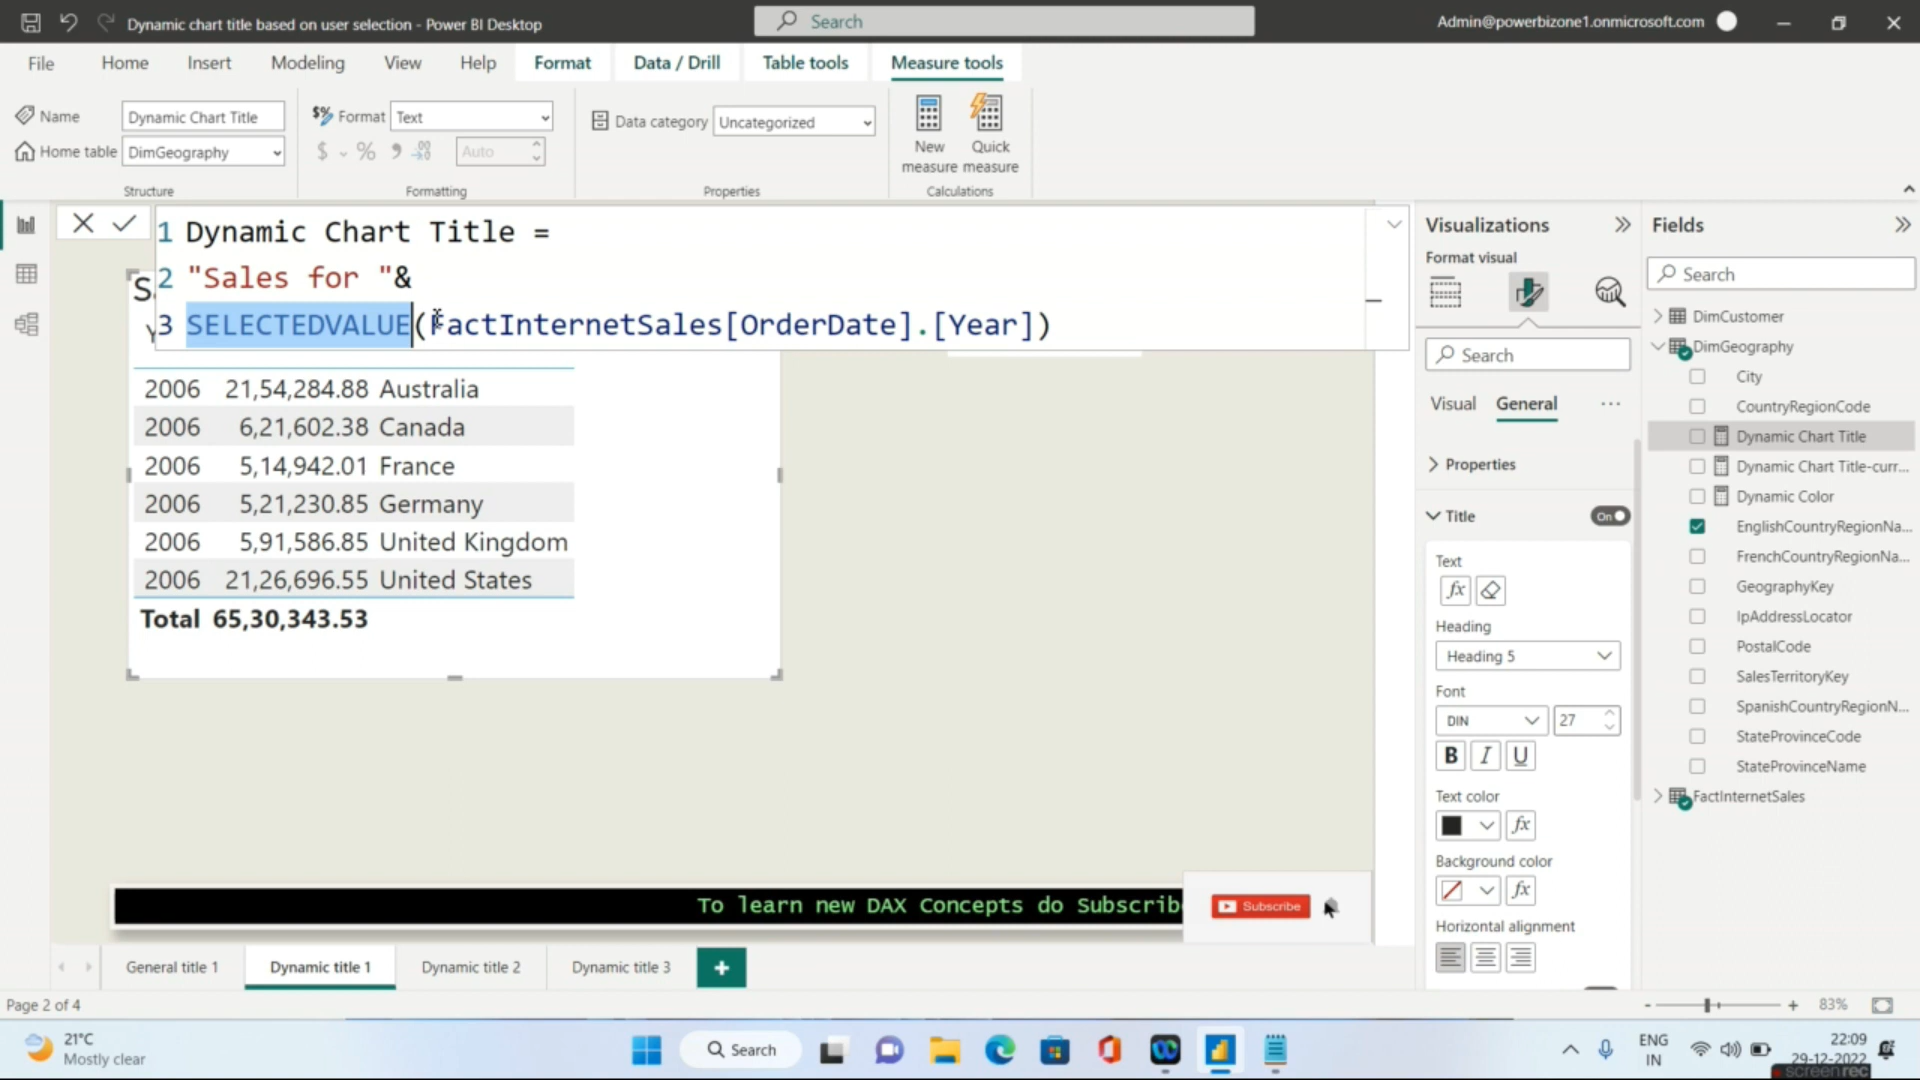 Dynamic chart title based on user selection - Power BI Desktop
Search
Admin@powerbizone1.onmicrosoft.com
File Home Insert Modeling View Help Format Data / Drill Table tools Measure tools
Name Dynamic Chart Title
Home table DimGeography
Structure
$% Format Text
$ % 9 .00 Auto
Formatting
Data category Uncategorized
Properties
New measure
Quick measure
Calculations
1 Dynamic Chart Title =
2 "Sales for "&
3 SELECTEDVALUE(FactInternetSales[OrderDate].[Year])
2006 21,54,284.88 Australia
2006 6,21,602.38 Canada
2006 5,14,942.01 France
2006 5,21,230.85 Germany
2006 5,91,586.85 United Kingdom
2006 21,26,696.55 United States
Total 65,30,343.53
To learn new DAX Concepts do Subscrib
Subscribe
General title 1 Dynamic title 1 Dynamic title 2 Dynamic title 3 +
Page 2 of 4
Visualizations
Format visual
Search
Visual General ...
Properties
Title On
Text
fx
Heading
Heading 5
Font
DIN 27
B I U
Text color
fx
Background color
fx
Horizontal alignment
Fields
Search
DimCustomer
DimGeography
City
CountryRegionCode
Dynamic Chart Title
Dynamic Chart Title-curr...
Dynamic Color
EnglishCountryRegionNa...
FrenchCountryRegionNa...
GeographyKey
IpAddressLocator
PostalCode
SalesTerritoryKey
SpanishCountryRegionN...
StateProvinceCode
StateProvinceName
FactInternetSales
- + 83%
21°C
Mostly clear
Search
ENG
IN
22:09
29-12-2022
screenrec